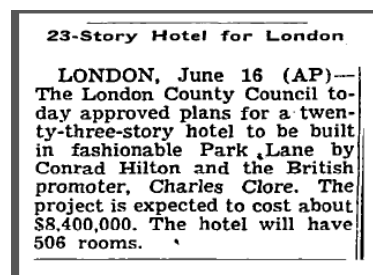 23-Story Hotel for London
LONDON, June 16 (AP)—
The London County Council to-
day approved plans for a twen-
ty-three-story hotel to be built
in fashionable Park Lane by
Conrad Hilton and the British
promoter, Charles Clore. The
project is expected to cost about
$8,400,000. The hotel will have
506 rooms.